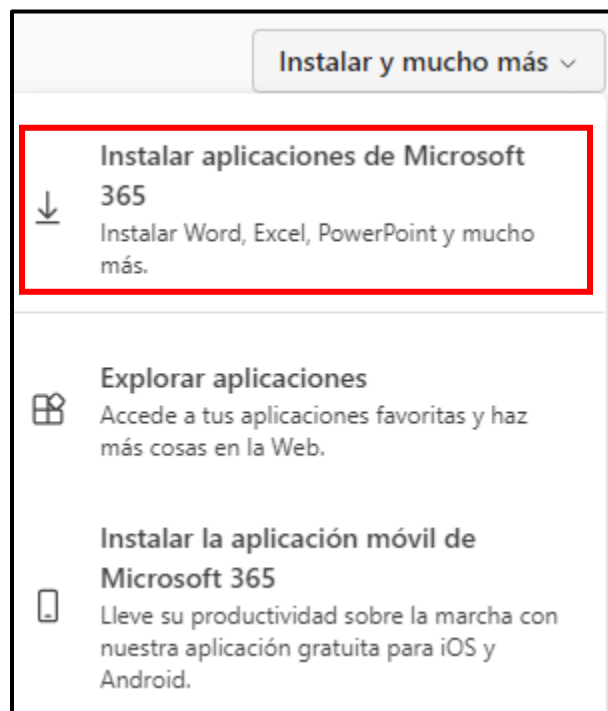 Instalar y mucho más
Instalar aplicaciones de Microsoft
365
Instalar Word, Excel, PowerPoint y mucho
más.
Explorar aplicaciones
Accede a tus aplicaciones favoritas y haz
más cosas en la Web.
Instalar la aplicación móvil de
Microsoft 365
Lleve su productividad sobre la marcha con
nuestra aplicación gratuita para iOS y
Android.